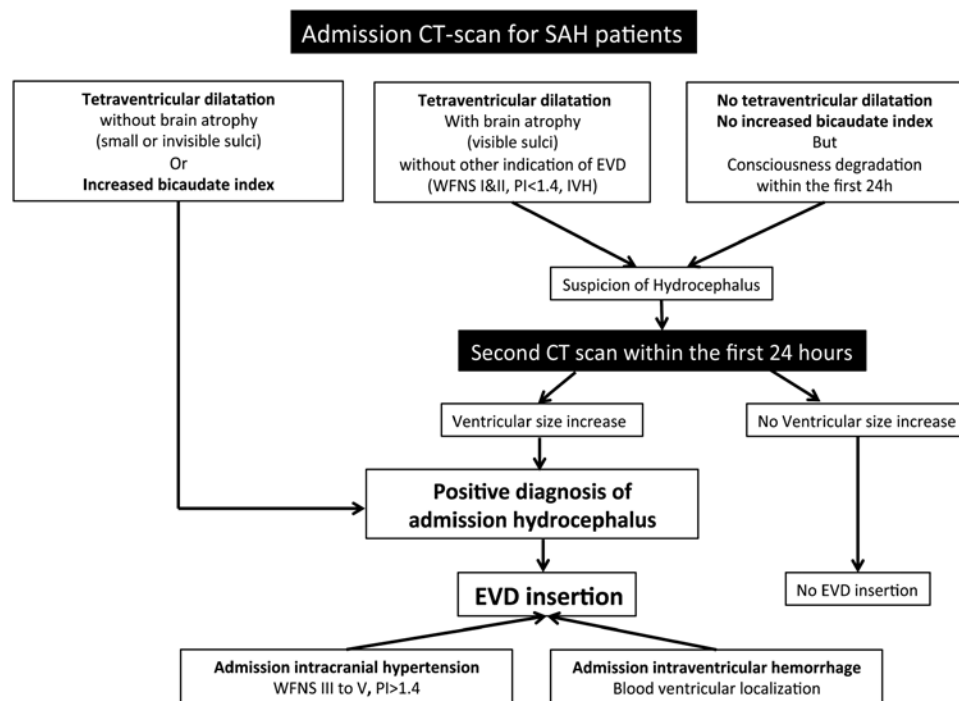 Admission CT-scan for SAH patients
Tetraventricular dilatation
without brain atrophy
(small or invisible sulci)
Or
Increased bicaudate index
Tetraventricular dilatation
With brain atrophy
(visible sulci)
without other indication of EVD
(WFNS I&II, PI<1.4, IVH)
No tetraventricular dilatation
No increased bicaudate index
But
Consciousness degradation
within the first 24h
Suspicion of Hydrocephalus
Second CT scan within the first 24 hours
Ventricular size increase
No Ventricular size increase
Positive diagnosis of
admission hydrocephalus
EVD insertion
No EVD insertion
Admission intracranial hypertension
WFNS III to V, PI>1.4
Admission intraventricular hemorrhage
Blood ventricular localization